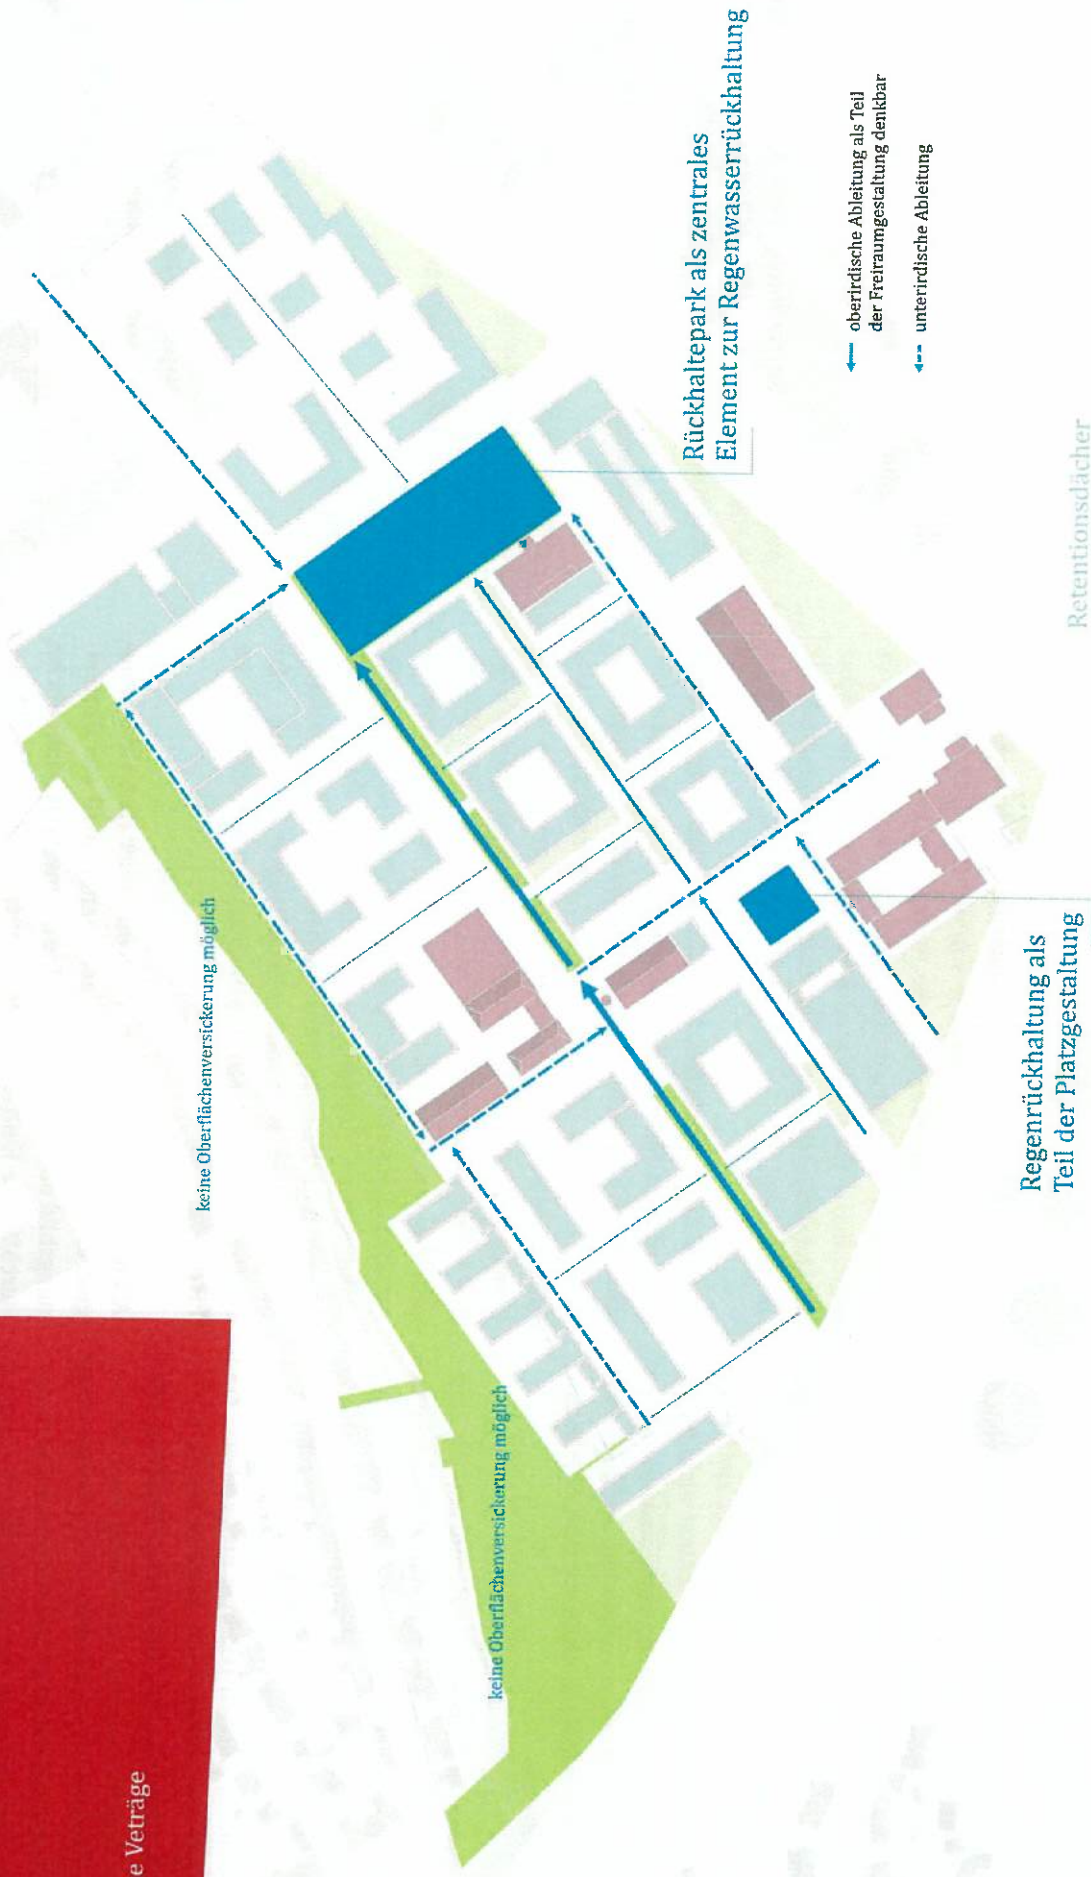 e Veträge
keine Oberflächenversickerung möglich
keine Oberflächenversickerung möglich
Rückhaltepark als zentrales
Element zur Regenwasserrückhaltung
oberirdische Ableitung als Teil
der Freiraumgestaltung denkbar
unterirdische Ableitung
Regenrückhaltung als
Teil der Platzgestaltung
Retentionsdächer